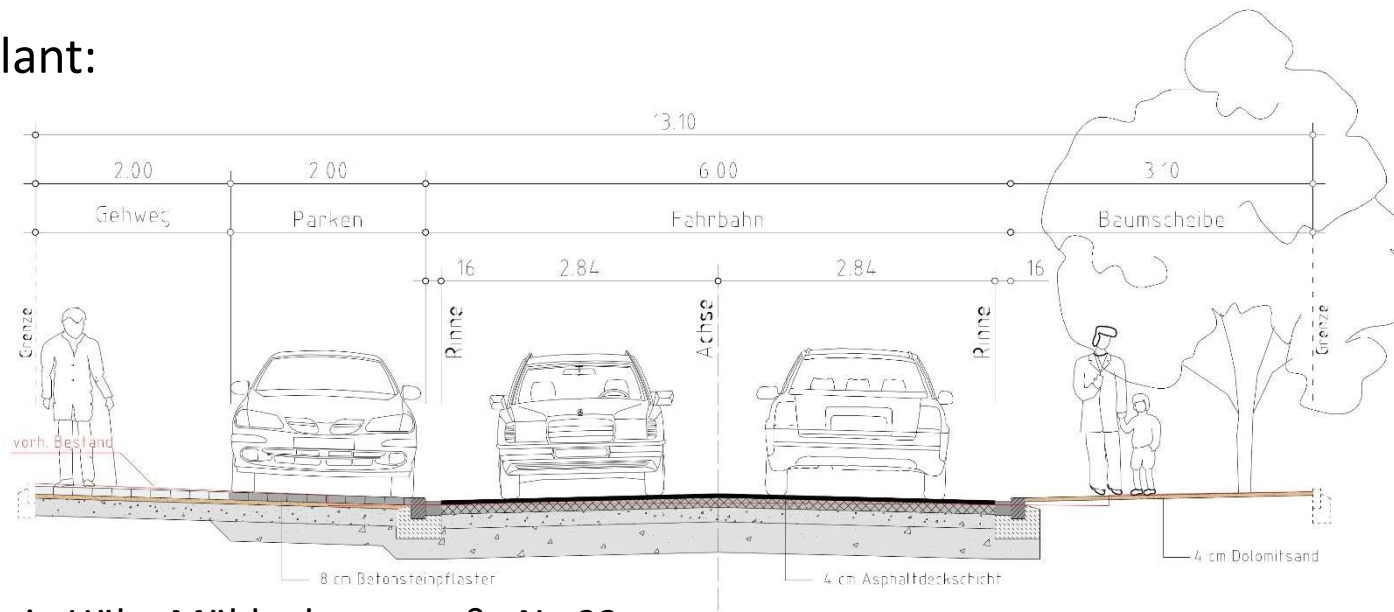 lant:
13.10
2.00 2.00 6.00 3.10
Gehweg Parken Fahrbahn Baumscheibe
16 2.84 2.84 16
Grenze Rinne Achse Rinne Grenze
vorh. Bestand
8 cm Betonsteinpflaster
4 cm Asphaltdeckschicht
4 cm Dolomitsand